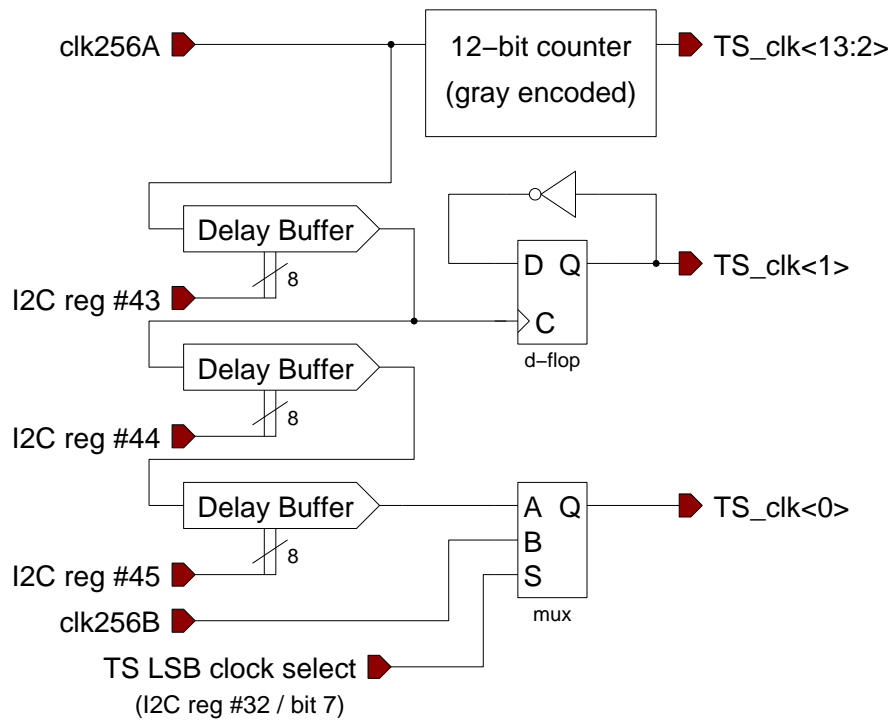 clk256A
12−bit counter
(gray encoded)
TS_clk<13:2>
Delay Buffer
8
I2C reg #43
D Q
C
d−flop
TS_clk<1>
Delay Buffer
8
I2C reg #44
Delay Buffer
8
I2C reg #45
A Q
B
S
mux
TS_clk<0>
clk256B
TS LSB clock select
(I2C reg #32 / bit 7)